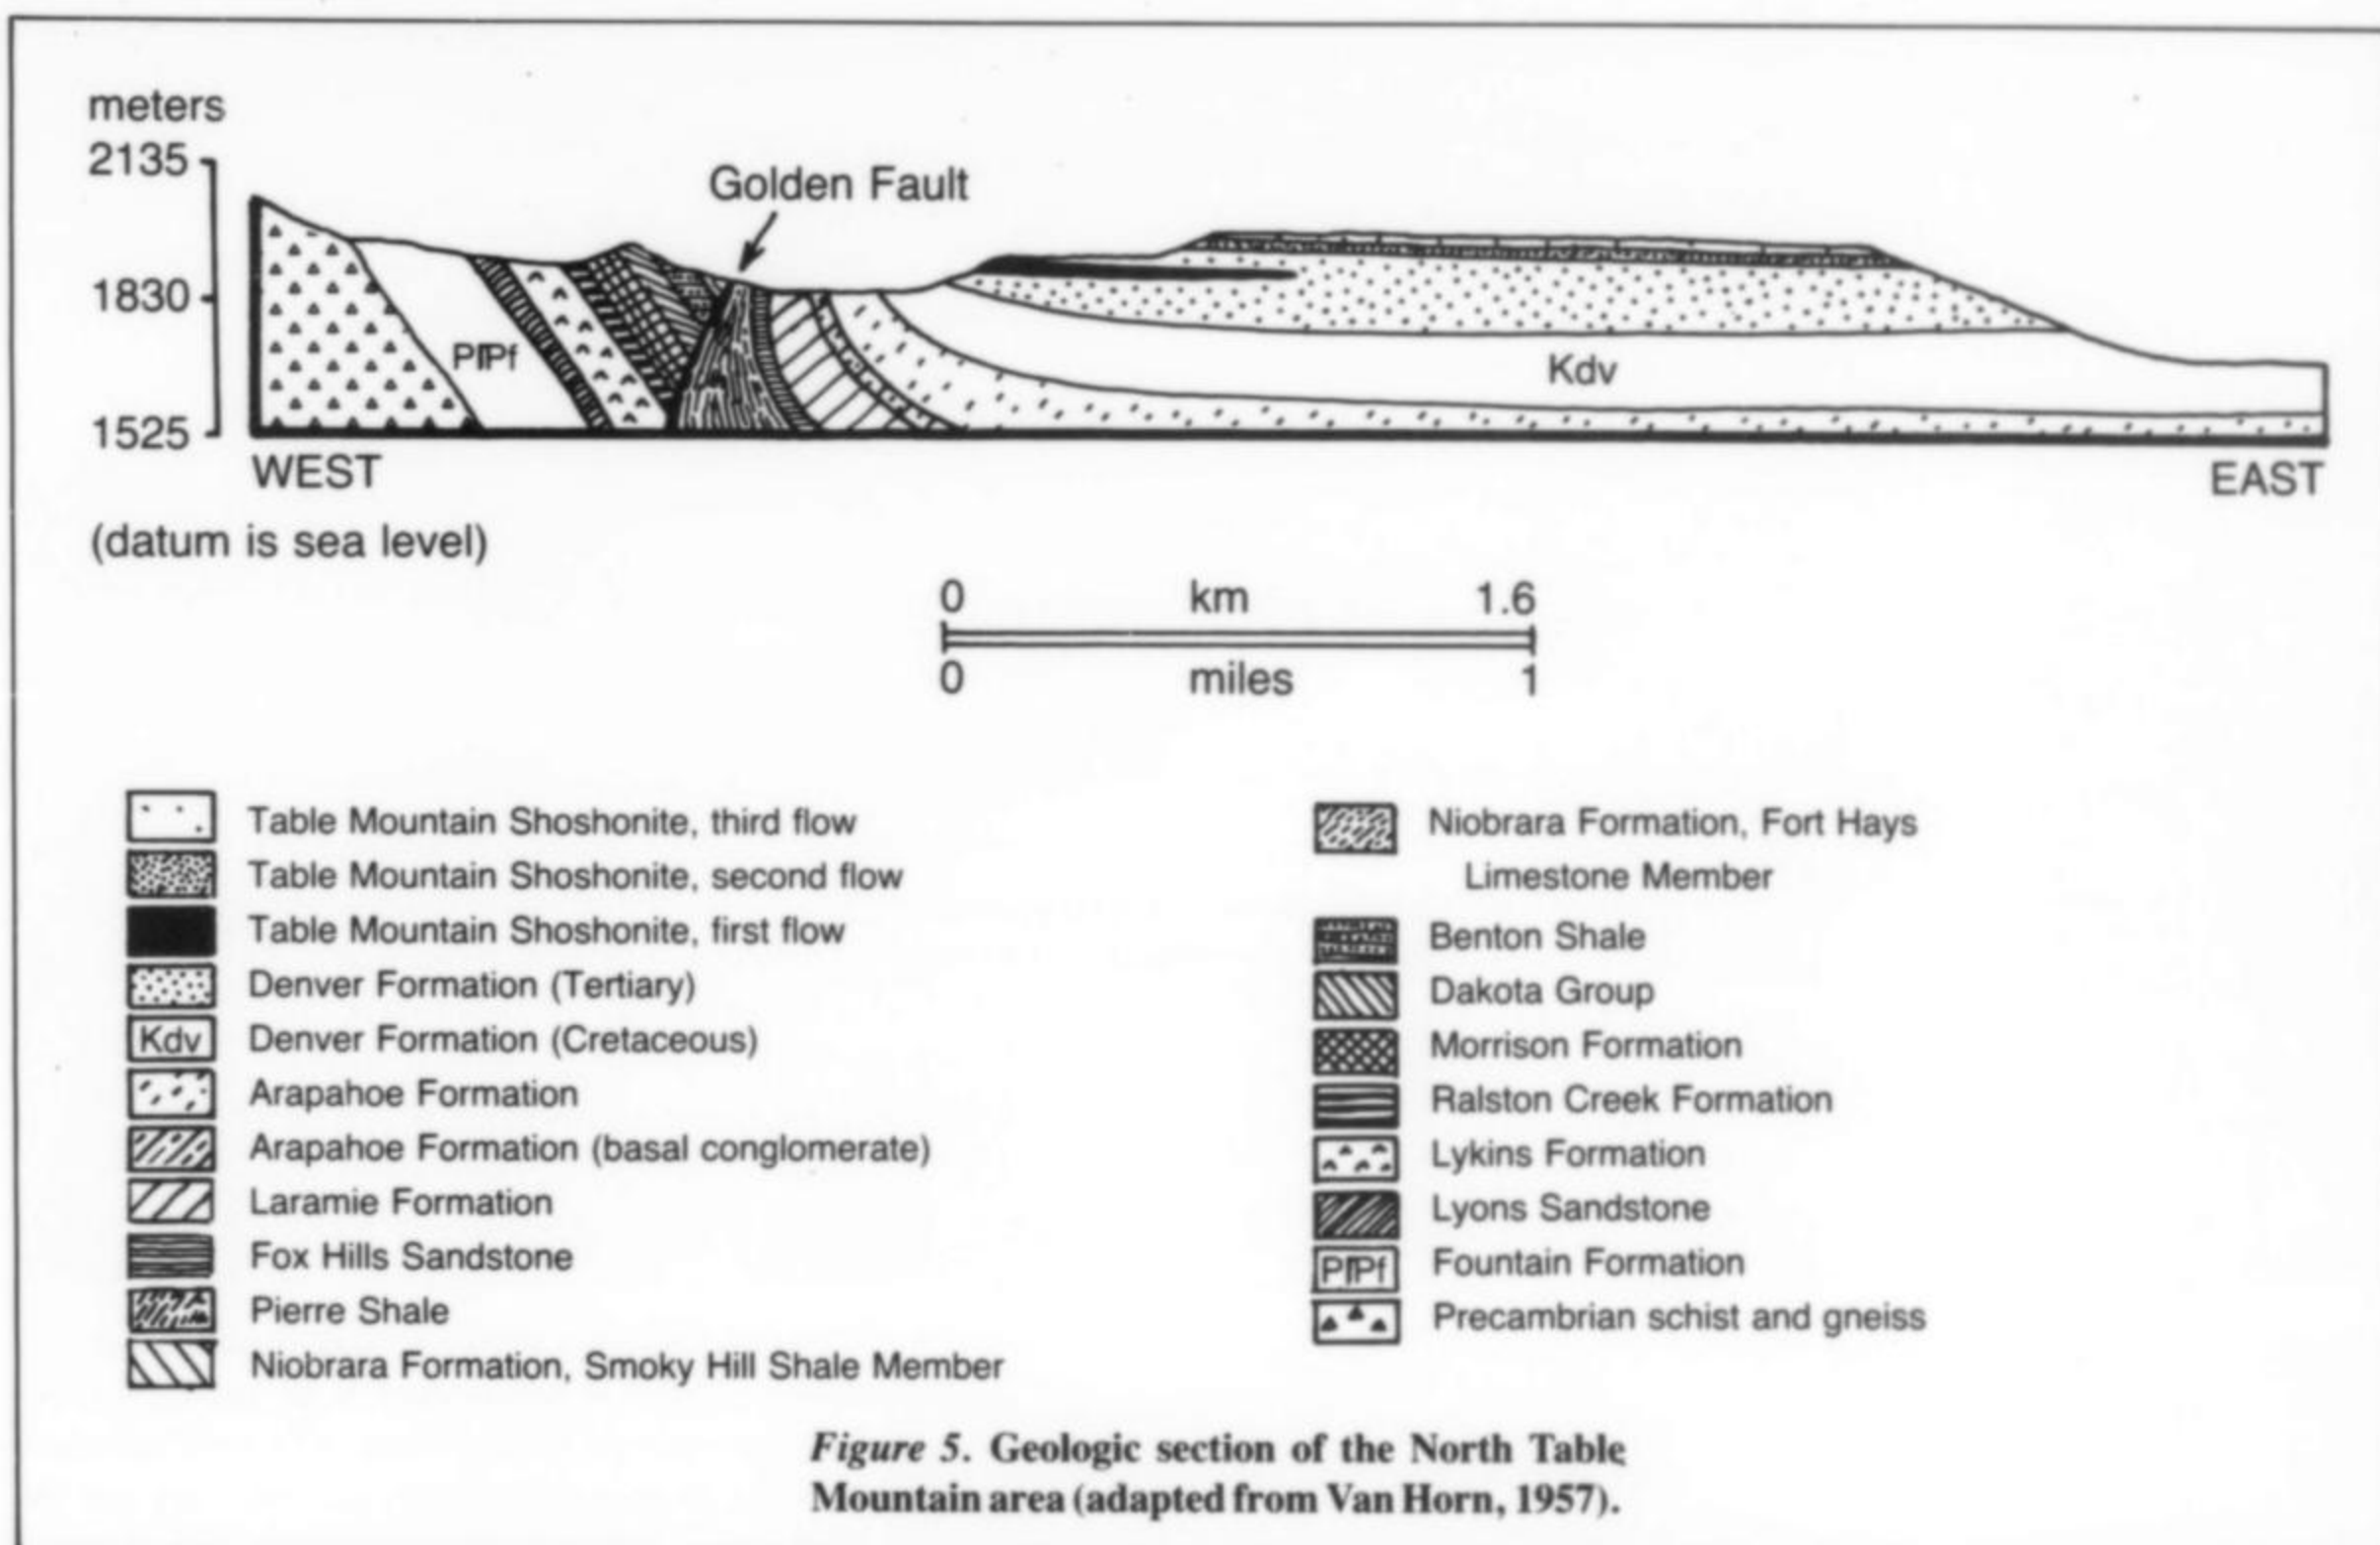 meters
2135
1830
1525
Golden Fault
PIPf
Kdv
WEST
EAST
(datum is sea level)
0 km 1.6
0 miles 1
Table Mountain Shoshonite, third flow
Table Mountain Shoshonite, second flow
Table Mountain Shoshonite, first flow
Denver Formation (Tertiary)
Kdv Denver Formation (Cretaceous)
Arapahoe Formation
Arapahoe Formation (basal conglomerate)
Laramie Formation
Fox Hills Sandstone
Pierre Shale
Niobrara Formation, Smoky Hill Shale Member
Niobrara Formation, Fort Hays
Limestone Member
Benton Shale
Dakota Group
Morrison Formation
Ralston Creek Formation
Lykins Formation
Lyons Sandstone
PIPf Fountain Formation
Precambrian schist and gneiss
Figure 5. Geologic section of the North Table
Mountain area (adapted from Van Horn, 1957).